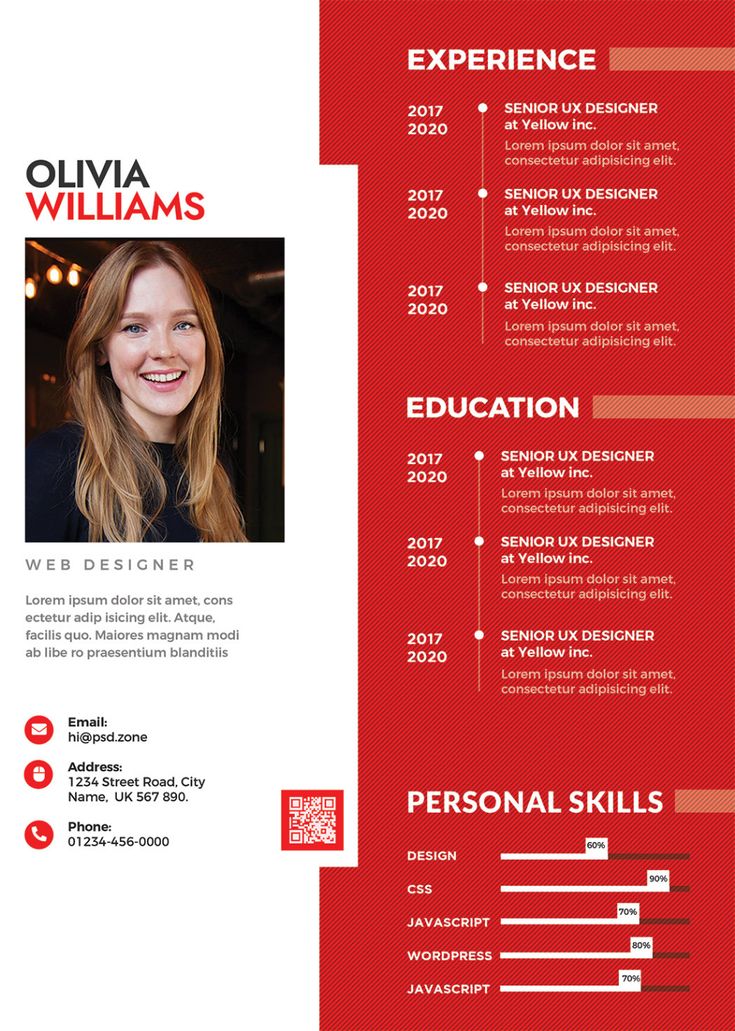 OLIVIA
WILLIAMS
WEB DESIGNER
Lorem ipsum dolor sit amet, cons
ectetur adip isicing elit. Atque,
facilis quo. Maiores magnam modi
ab libe ro praesentium blanditiis
Email:
hi@psd.zone
Address:
1234 Street Road, City
Name, UK 567 890.
Phone:
01234-456-0000
EXPERIENCE
2017
2020
SENIOR UX DESIGNER
at Yellow inc.
Lorem ipsum dolor sit amet,
consectetur adipisicing elit.
2017
2020
SENIOR UX DESIGNER
at Yellow inc.
Lorem ipsum dolor sit amet,
consectetur adipisicing elit.
2017
2020
SENIOR UX DESIGNER
at Yellow inc.
Lorem ipsum dolor sit amet,
consectetur adipisicing elit.
EDUCATION
2017
2020
SENIOR UX DESIGNER
at Yellow inc.
Lorem ipsum dolor sit amet,
consectetur adipisicing elit.
2017
2020
SENIOR UX DESIGNER
at Yellow inc.
Lorem ipsum dolor sit amet,
consectetur adipisicing elit.
2017
2020
SENIOR UX DESIGNER
at Yellow inc.
Lorem ipsum dolor sit amet,
consectetur adipisicing elit.
PERSONAL SKILLS
DESIGN 60%
CSS 90%
JAVASCRIPT 70%
WORDPRESS 80%
JAVASCRIPT 70%